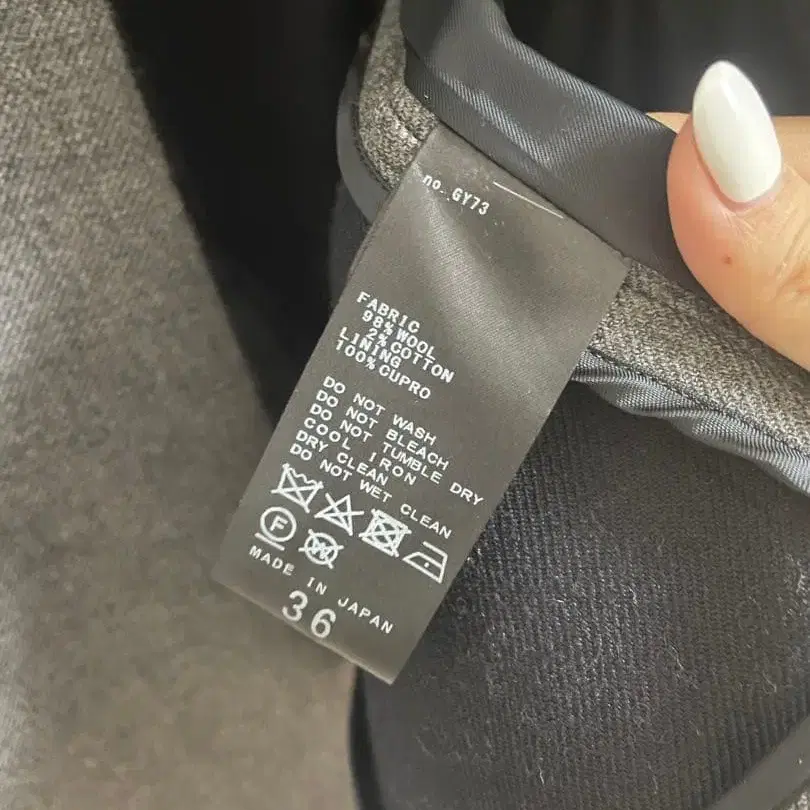 no. GY73
FABRIC
98% WOOL
2% COTTON
LINING
100% CUPRO
DO NOT WASH
DO NOT BLEACH
DO NOT TUMBLE DRY
COOL IRON
DRY CLEAN
DO NOT WET CLEAN
F W
MADE IN JAPAN
36